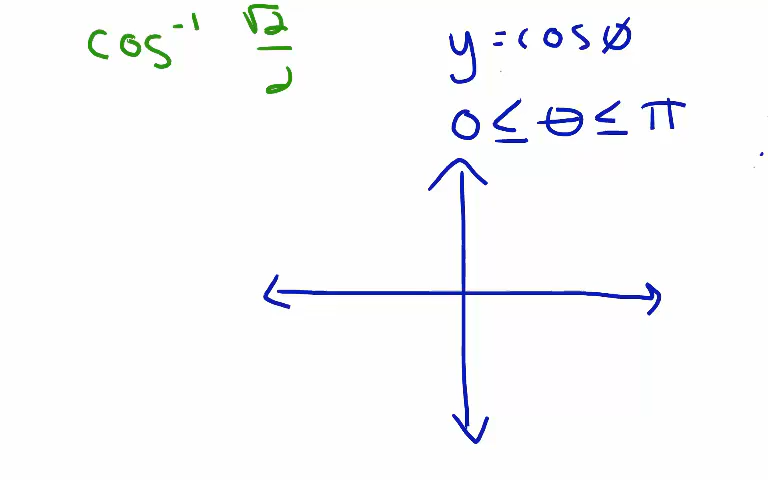 cos⁻¹ √2/2
y = cos ∅
0 ≤ θ ≤ π